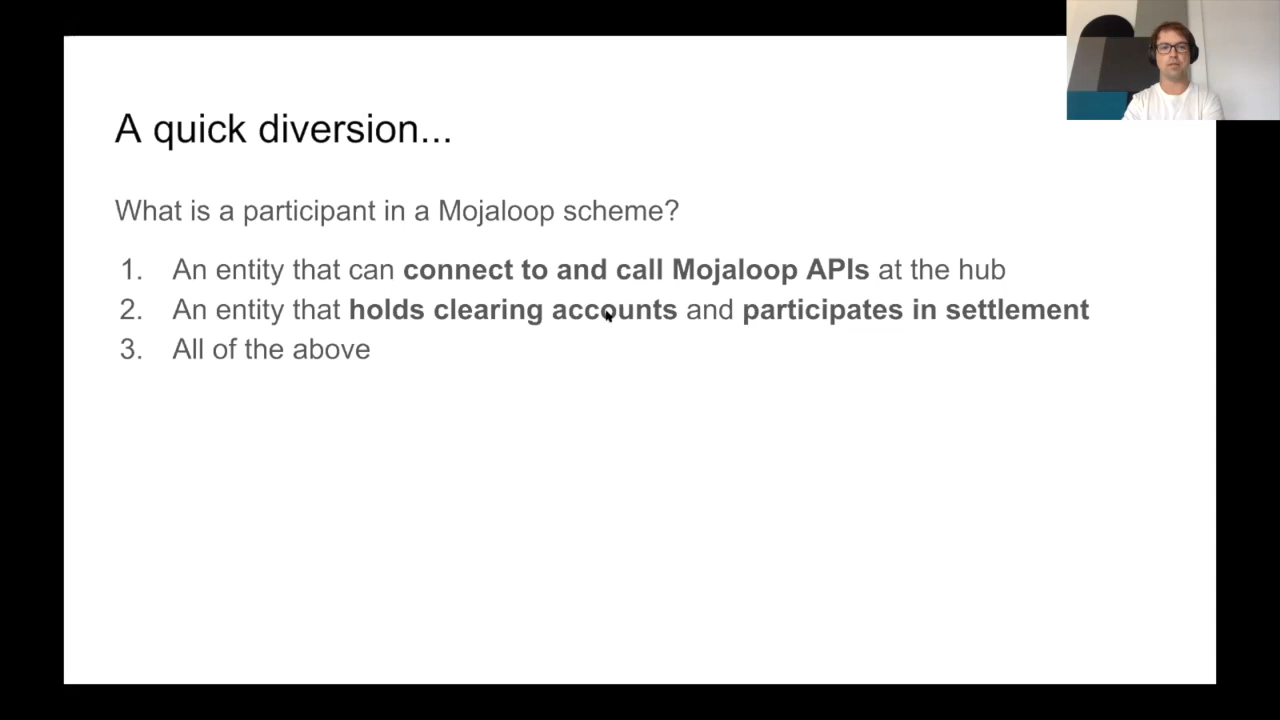 A quick diversion...
What is a participant in a Mojaloop scheme?
1. An entity that can connect to and call Mojaloop APIs at the hub
2. An entity that holds clearing accounts and participates in settlement
3. All of the above